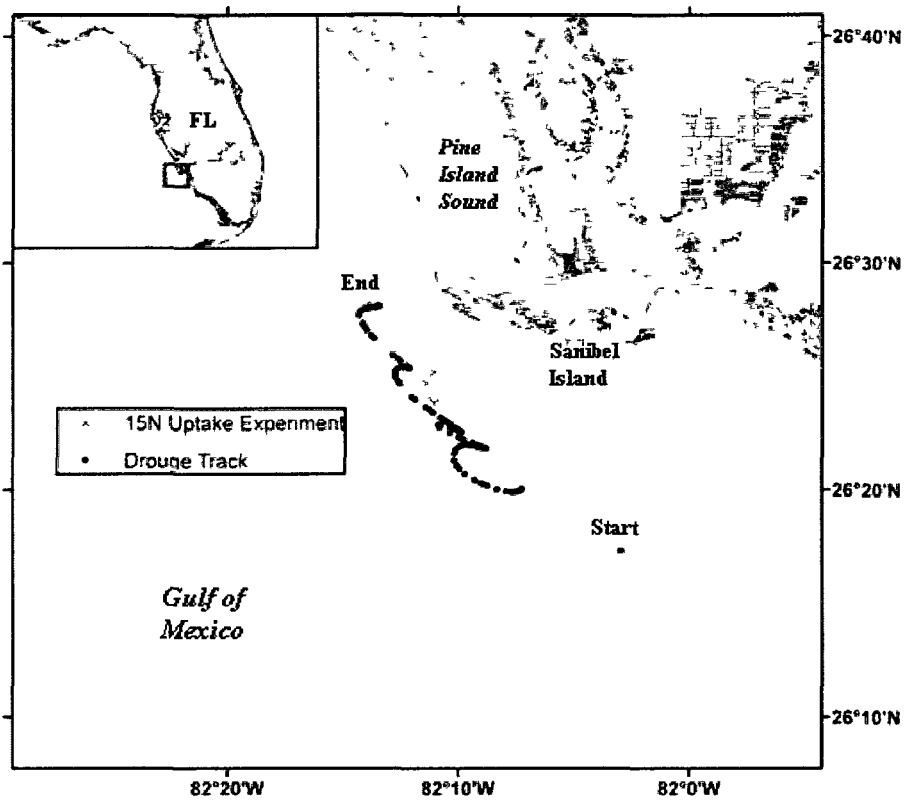 FL
Pine
Island
Sound
End
Sanibel
Island
15N Uptake Experiment
Drouge Track
Start
Gulf of
Mexico
26°40'N
26°30'N
26°20'N
26°10'N
82°20'W
82°10'W
82°0'W